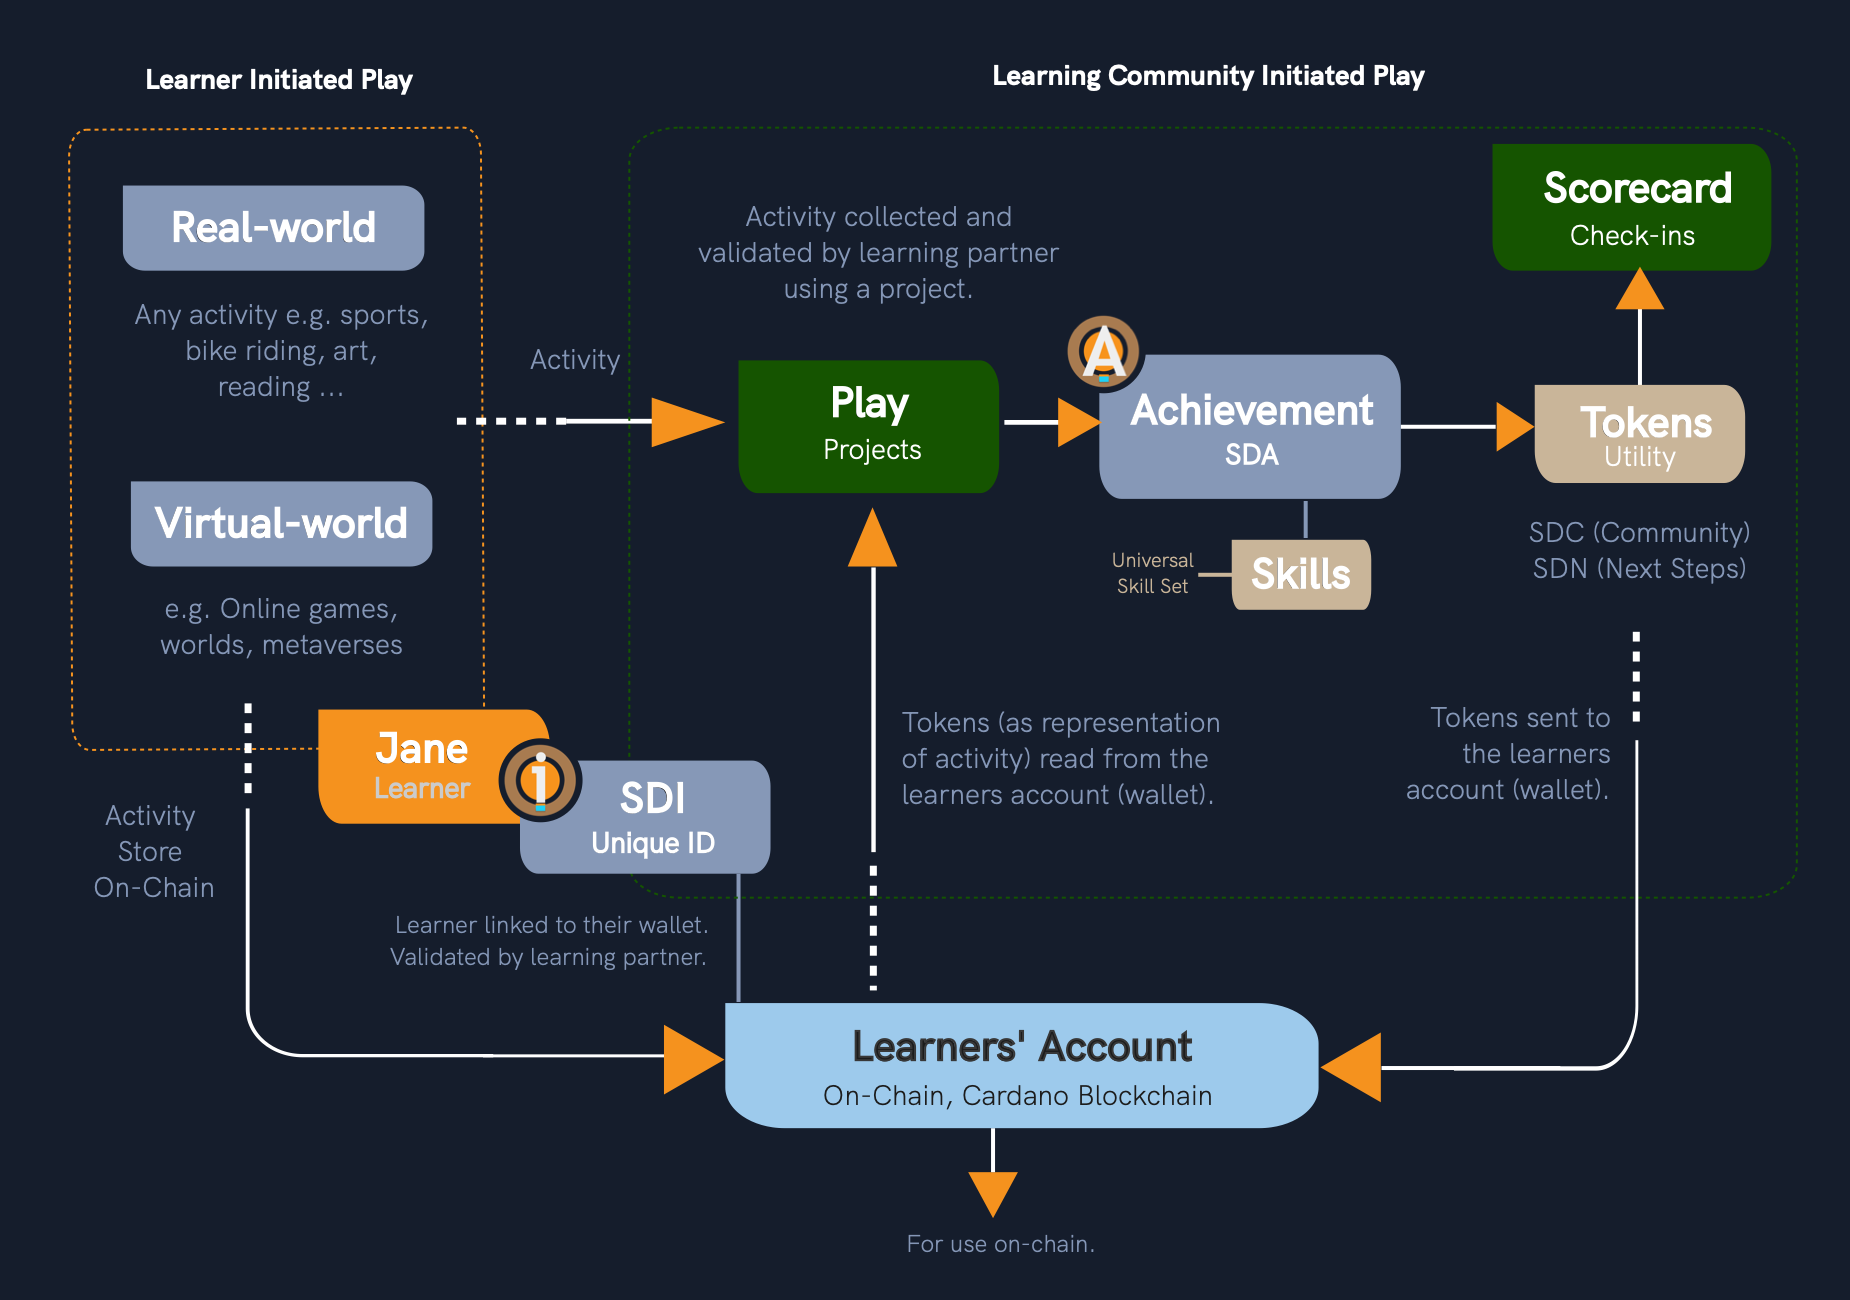 Learner Initiated Play
Learning Community Initiated Play
Real-world
Any activity e.g. sports,
bike riding, art,
reading ...
Virtual-world
e.g. Online games,
worlds, metaverses
Activity
Activity collected and
validated by learning partner
using a project.
Play
Projects
A
Achievement
SDA
Universal
Skill Set
Skills
Scorecard
Check-ins
Tokens
Utility
SDC (Community)
SDN (Next Steps)
Jane
Learner
i
SDI
Unique ID
Tokens (as representation
of activity) read from the
learners account (wallet).
Tokens sent to
the learners
account (wallet).
Activity
Store
On-Chain
Learner linked to their wallet.
Validated by learning partner.
Learners' Account
On-Chain, Cardano Blockchain
For use on-chain.